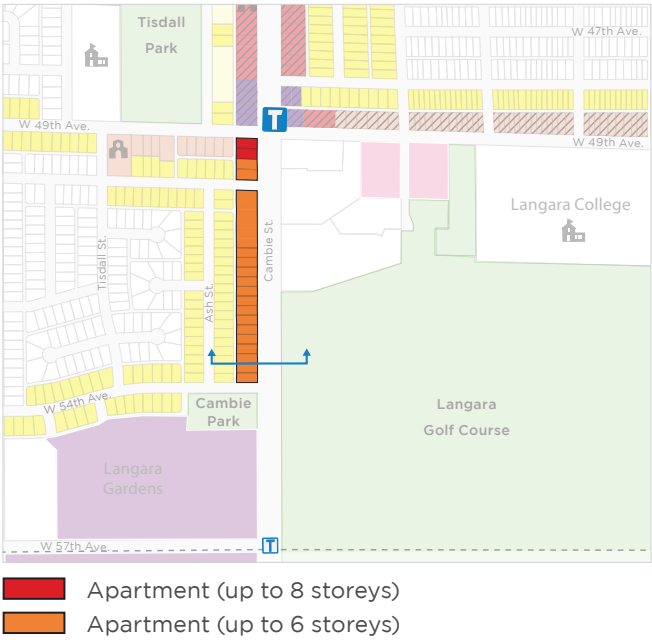 Tisdall
Park
W 47th Ave.
T
W 49th Ave.
W 49th Ave.
Langara College
Cambie St.
Tisdall St.
Ash St.
W 54th Ave.
Cambie
Park
Langara
Golf Course
Langara
Gardens
W 57th Ave.
T
Apartment (up to 8 storeys)
Apartment (up to 6 storeys)